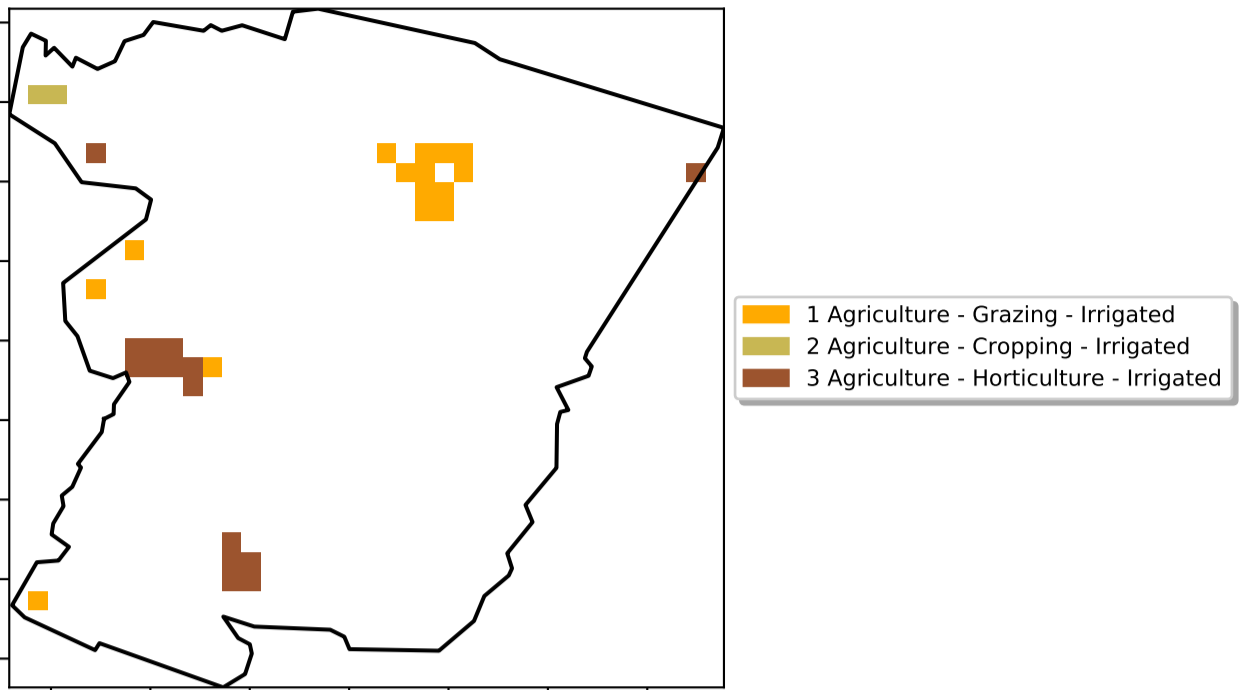 1 Agriculture - Grazing - Irrigated
2 Agriculture - Cropping - Irrigated
3 Agriculture - Horticulture - Irrigated